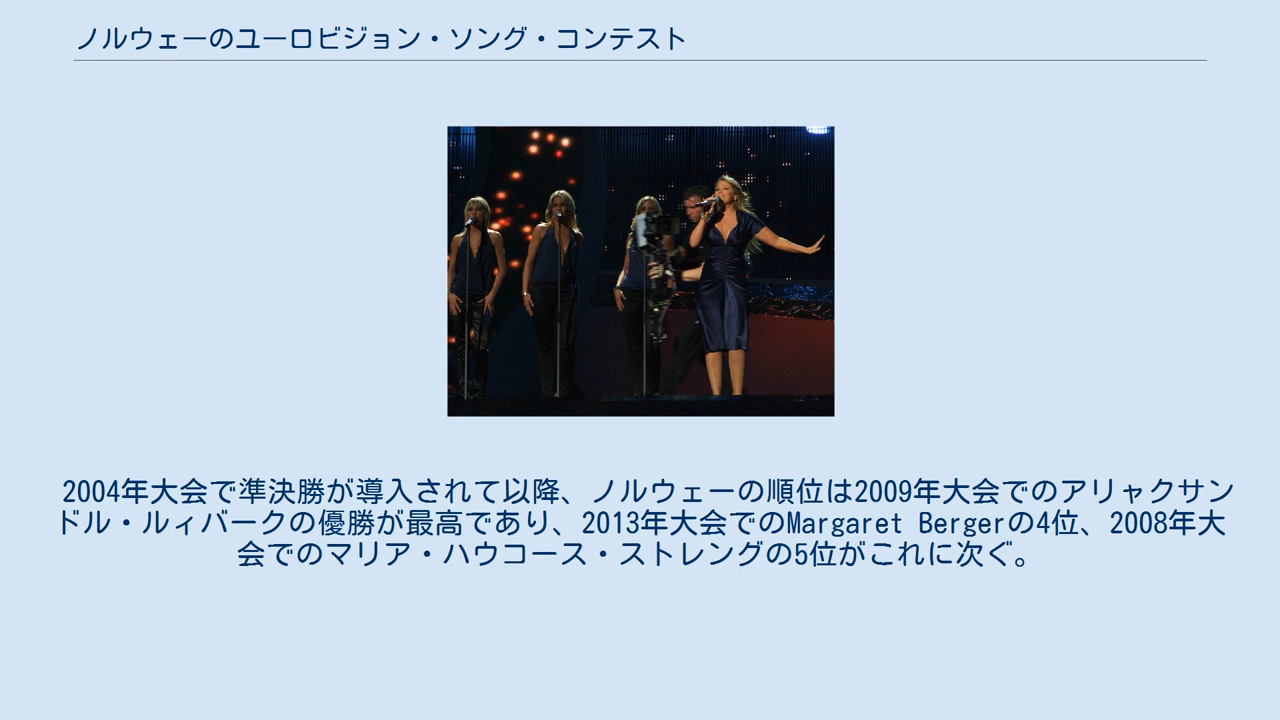 ノルウェーのユーロビジョン・ソング・コンテスト
2004年大会で準決勝が導入されて以降、ノルウェーの順位は2009年大会でのアリャクサン
ドル・ルィバークの優勝が最高であり、2013年大会でのMargaret Bergerの4位、2008年大
会でのマリア・ハウコース・ストレングの5位がこれに次ぐ。